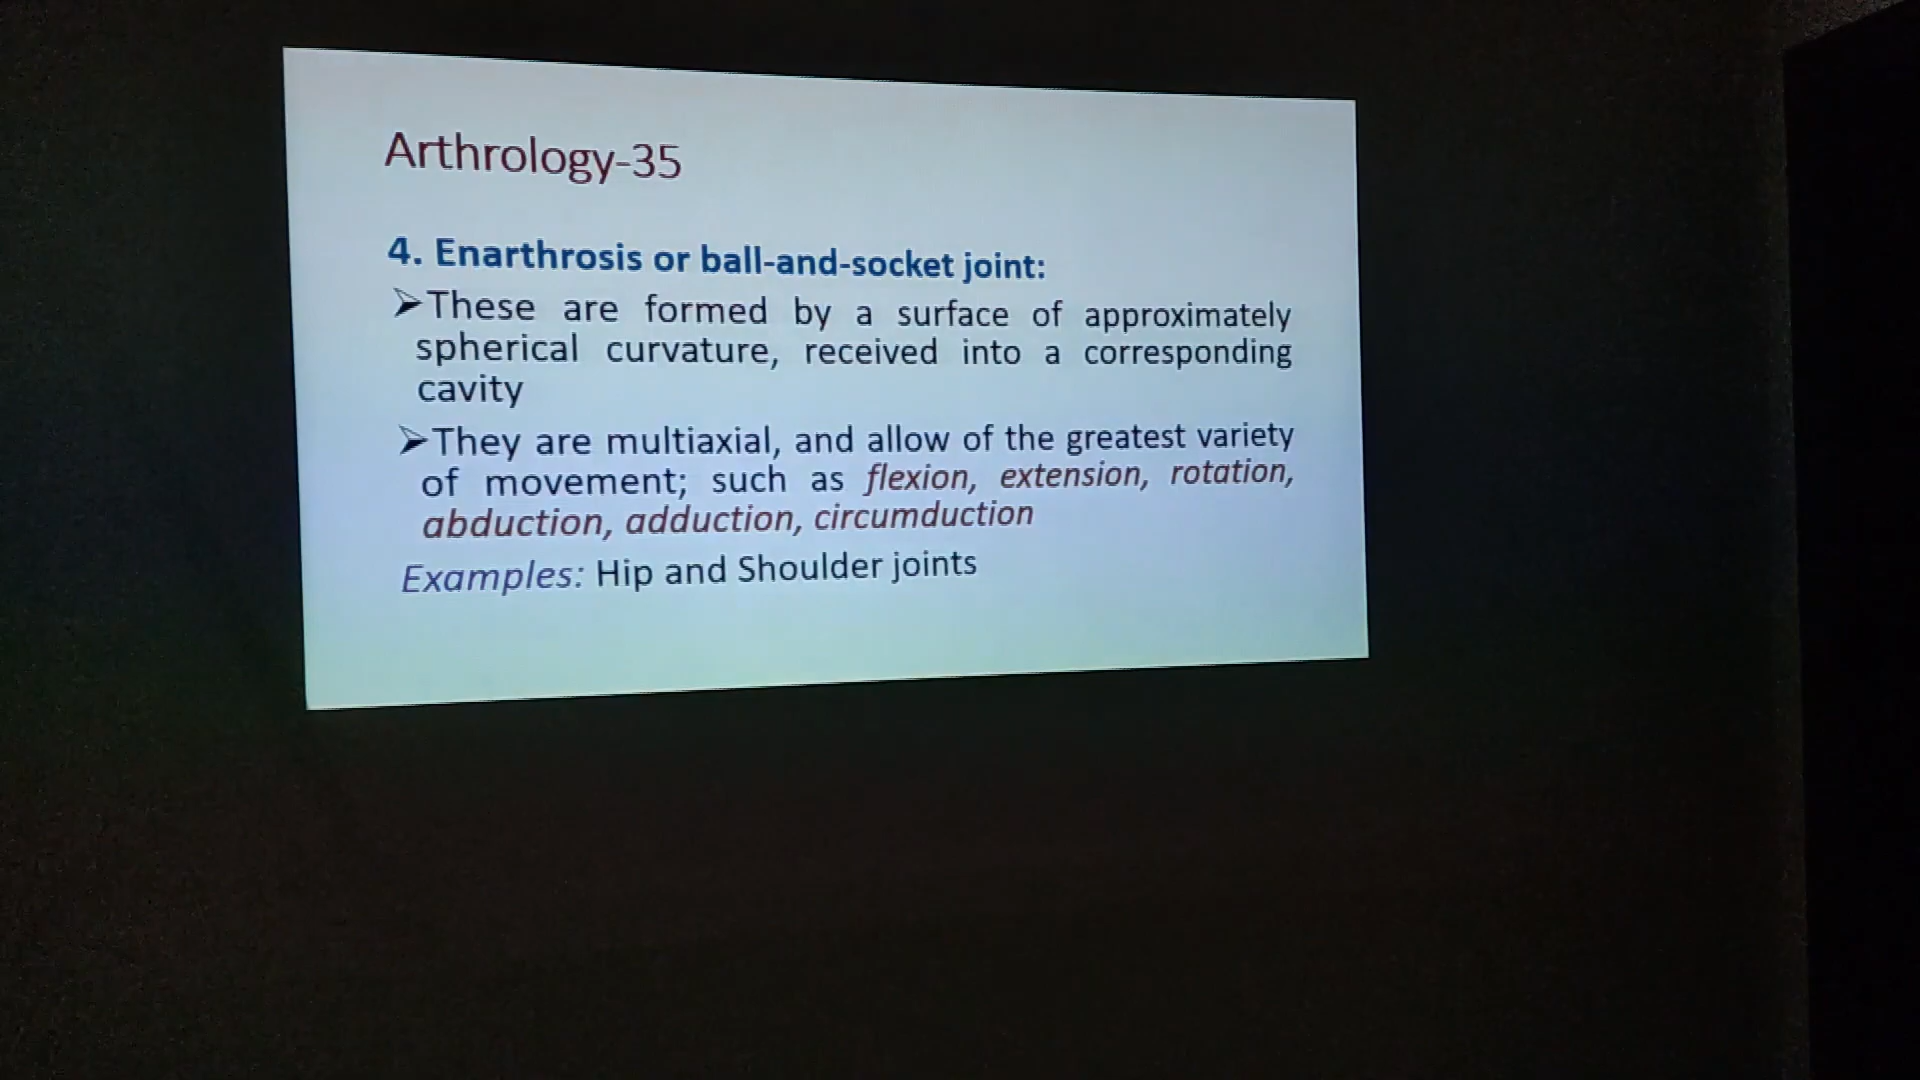 Arthrology-35
4. Enarthrosis or ball-and-socket joint:
➢These are formed by a surface of approximately
spherical curvature, received into a corresponding
cavity
➢They are multiaxial, and allow of the greatest variety
of movement; such as flexion, extension, rotation,
abduction, adduction, circumduction
Examples: Hip and Shoulder joints